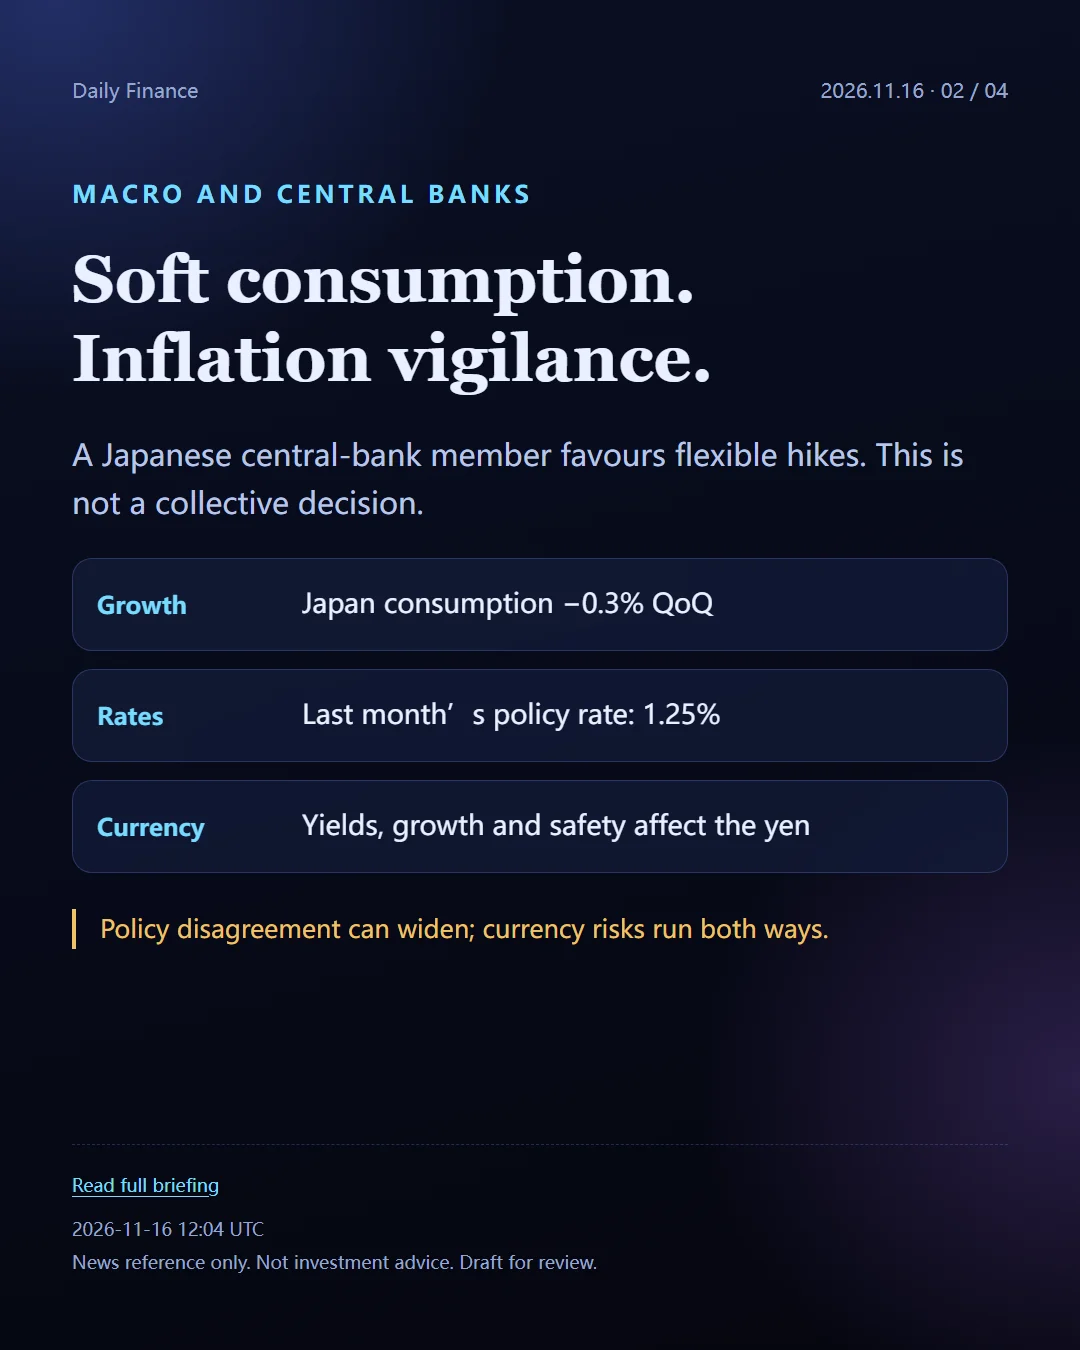 Daily Finance
2026.11.16 · 02 / 04
MACRO AND CENTRAL BANKS
Soft consumption.
Inflation vigilance.
A Japanese central-bank member favours flexible hikes. This is
not a collective decision.
Growth
Japan consumption −0.3% QoQ
Rates
Last month’s policy rate: 1.25%
Currency
Yields, growth and safety affect the yen
Policy disagreement can widen; currency risks run both ways.
Read full briefing
2026-11-16 12:04 UTC
News reference only. Not investment advice. Draft for review.